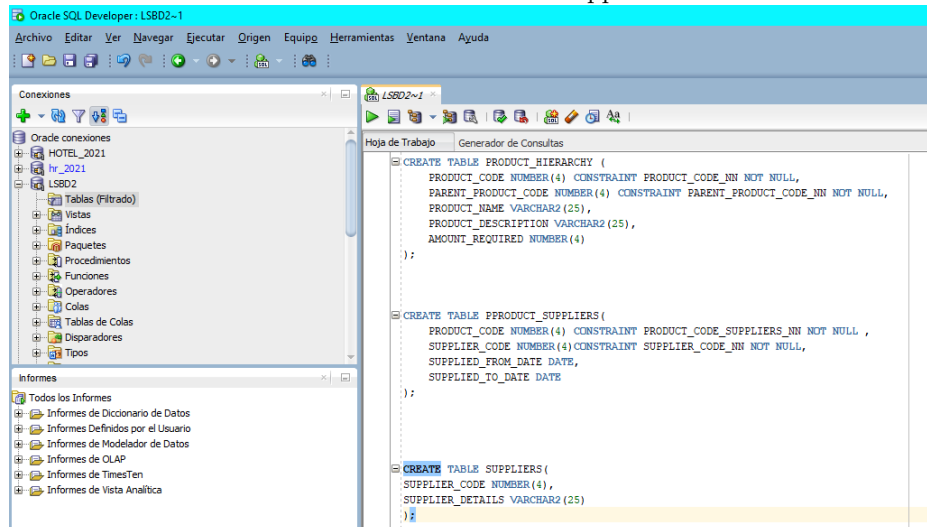 Oracle SQL Developer : LSBD2~1
Archivo Editar Ver Navegar Ejecutar Origen Equipo Herramientas Ventana Ayuda
Conexiones
Oracle conexiones
HOTEL_2021
hr_2021
LSBD2
Tablas (Filtrado)
Vistas
Índices
Paquetes
Procedimientos
Funciones
Operadores
Colas
Tablas de Colas
Disparadores
Tipos
Informes
Todos los Informes
Informes de Diccionario de Datos
Informes Definidos por el Usuario
Informes de Modelador de Datos
Informes de OLAP
Informes de TimesTen
Informes de Vista Analítica
LSBD2~1
Hoja de Trabajo Generador de Consultas
CREATE TABLE PRODUCT_HIERARCHY (
PRODUCT_CODE NUMBER(4) CONSTRAINT PRODUCT_CODE_NN NOT NULL,
PARENT_PRODUCT_CODE NUMBER(4) CONSTRAINT PARENT_PRODUCT_CODE_NN NOT NULL,
PRODUCT_NAME VARCHAR2(25),
PRODUCT_DESCRIPTION VARCHAR2(25),
AMOUNT_REQUIRED NUMBER(4)
);
CREATE TABLE PPRODUCT_SUPPLIERS(
PRODUCT_CODE NUMBER(4) CONSTRAINT PRODUCT_CODE_SUPPLIERS_NN NOT NULL ,
SUPPLIER_CODE NUMBER(4)CONSTRAINT SUPPLIER_CODE_NN NOT NULL,
SUPPLIED_FROM_DATE DATE,
SUPPLIED_TO_DATE DATE
);
CREATE TABLE SUPPLIERS(
SUPPLIER_CODE NUMBER(4),
SUPPLIER_DETAILS VARCHAR2(25)
);